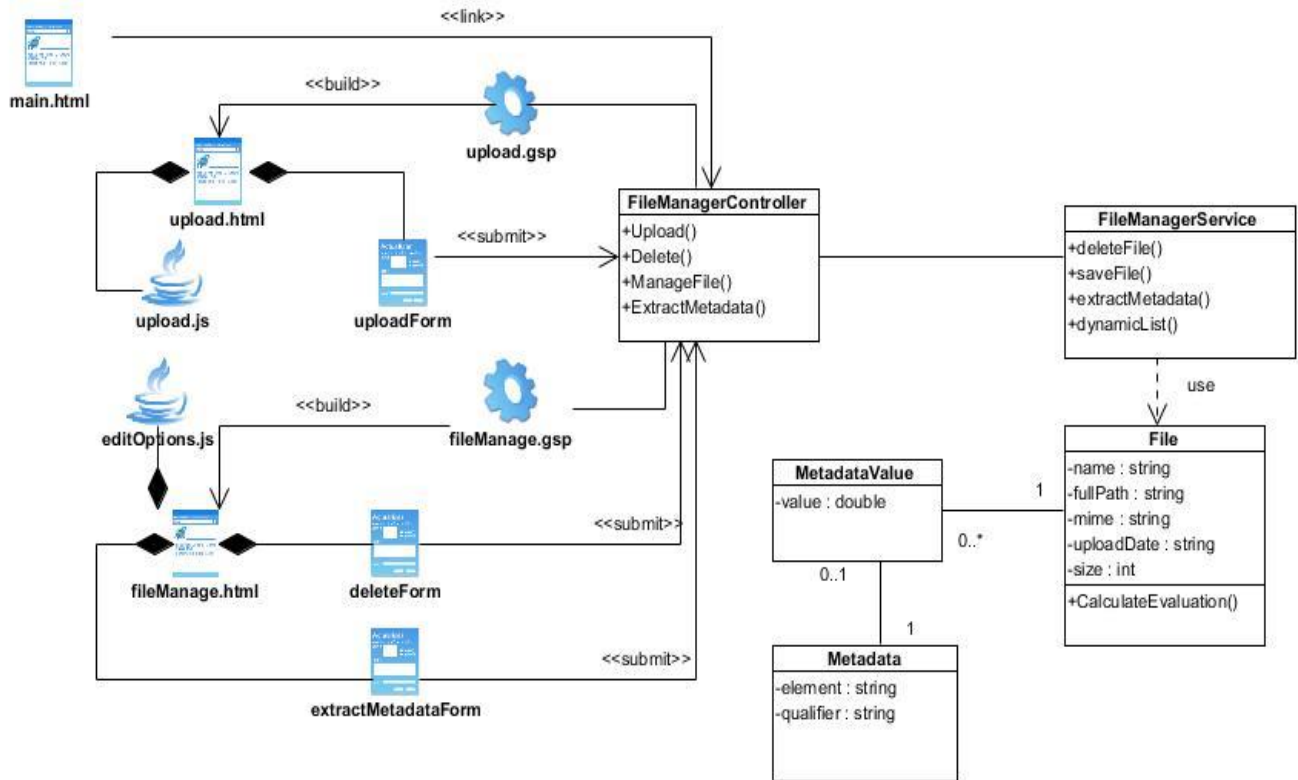 <<link>>
main.html
<<build>>
upload.gsp
upload.html
<<submit>>
upload.js
uploadForm
FileManagerController
+Upload()
+Delete()
+ManageFile()
+ExtractMetadata()
FileManagerService
+deleteFile()
+saveFile()
+extractMetadata()
+dynamicList()
use
editOptions.js
<<build>>
fileManage.gsp
File
-name : string
-fullPath : string
-mime : string
-uploadDate : string
-size : int
+CalculateEvaluation()
MetadataValue
-value : double
1
0..*
0..1
1
<<submit>>
fileManage.html
deleteForm
<<submit>>
extractMetadataForm
Metadata
-element : string
-qualifier : string